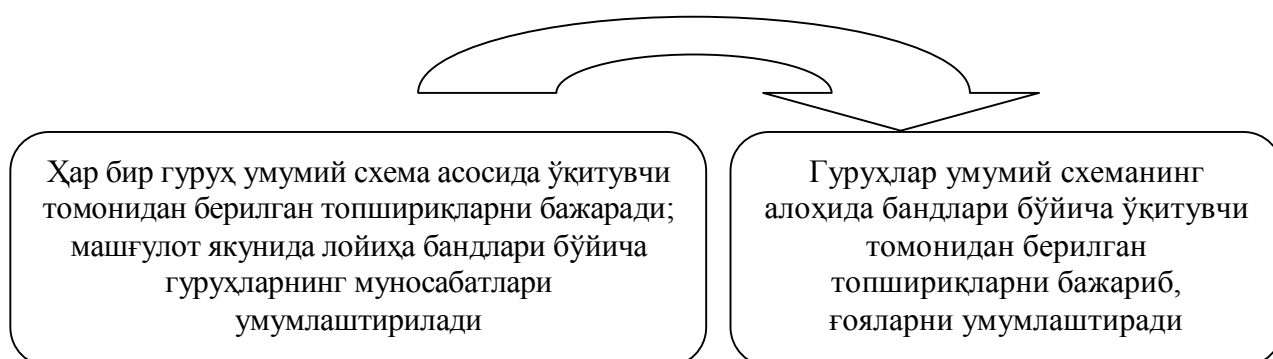 Ҳар бир гуруҳ умумий схема асосида ўқитувчи
томонидан берилган топшириқларни бажаради;
машғулот якунида лойиҳа бандлари бўйича
гуруҳларнинг муносабатлари
умумлаштирилади
Гуруҳлар умумий схеманинг
алоҳида бандлари бўйича ўқитувчи
томонидан берилган
топшириқларни бажариб,
ғояларни умумлаштиради